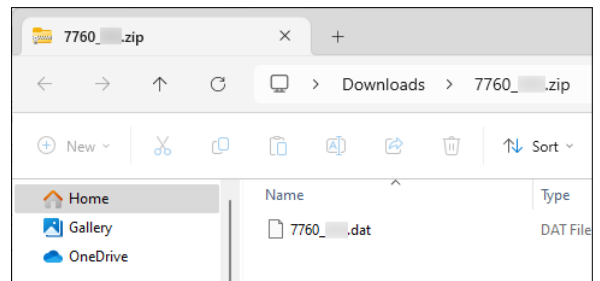 7760_ .zip
Downloads > 7760_ .zip
New
Sort
Home
Name
Type
Gallery
7760_ .dat
DAT File
OneDrive